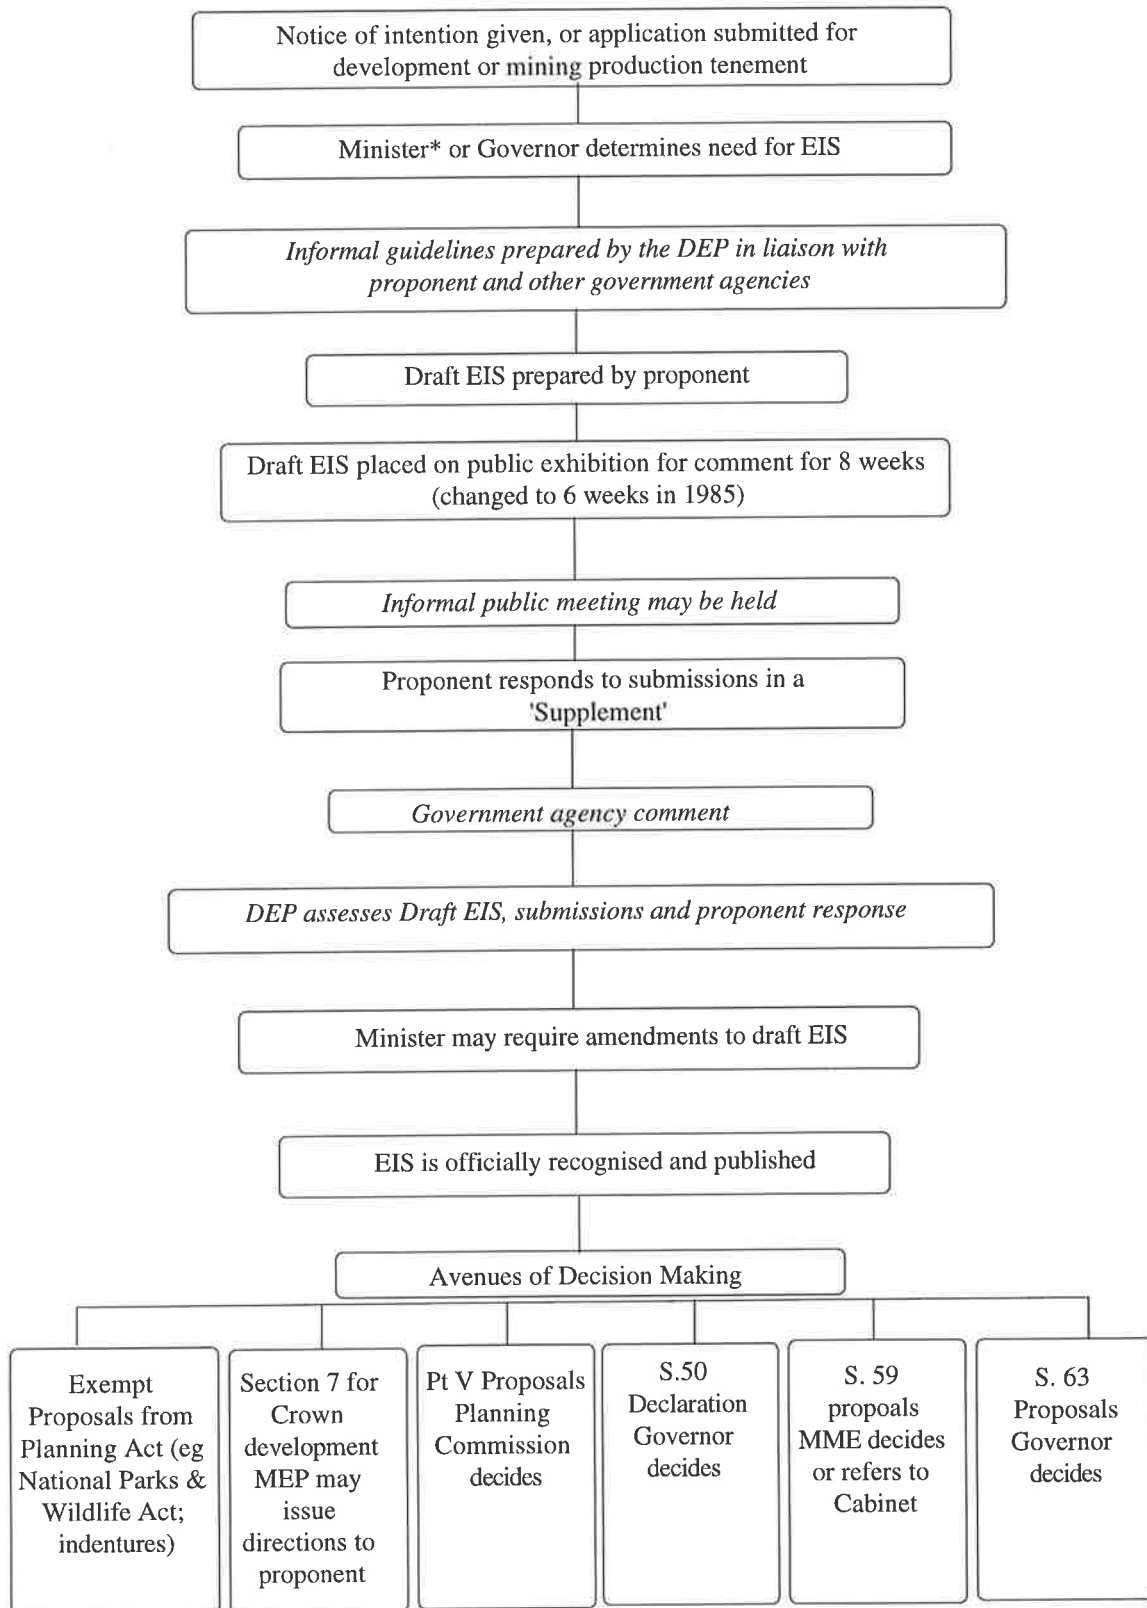 Notice of intention given, or application submitted for
development or mining production tenement
Minister* or Governor determines need for EIS
Informal guidelines prepared by the DEP in liaison with
proponent and other government agencies
Draft EIS prepared by proponent
Draft EIS placed on public exhibition for comment for 8 weeks
(changed to 6 weeks in 1985)
Informal public meeting may be held
Proponent responds to submissions in a
'Supplement'
Government agency comment
DEP assesses Draft EIS, submissions and proponent response
Minister may require amendments to draft EIS
EIS is officially recognised and published
Avenues of Decision Making
Exempt
Proposals from
Planning Act (eg
National Parks &
Wildlife Act;
indentures)
Section 7 for
Crown
development
MEP may
issue
directions to
proponent
Pt V Proposals
Planning
Commission
decides
S.50
Declaration
Governor
decides
S. 59
propoals
MME decides
or refers to
Cabinet
S. 63
Proposals
Governor
decides